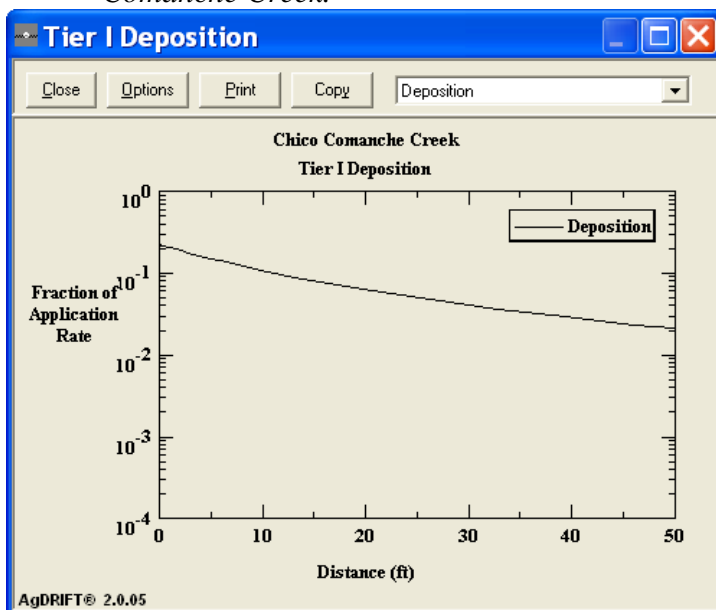 Comanche Creek.
Tier I Deposition
Close Options Print Copy Deposition
Chico Comanche Creek
Tier I Deposition
10^0
Deposition
10^-1
Fraction of
Application
Rate
10^-2
10^-3
10^-4
0 10 20 30 40 50
Distance (ft)
AgDRIFT® 2.0.05